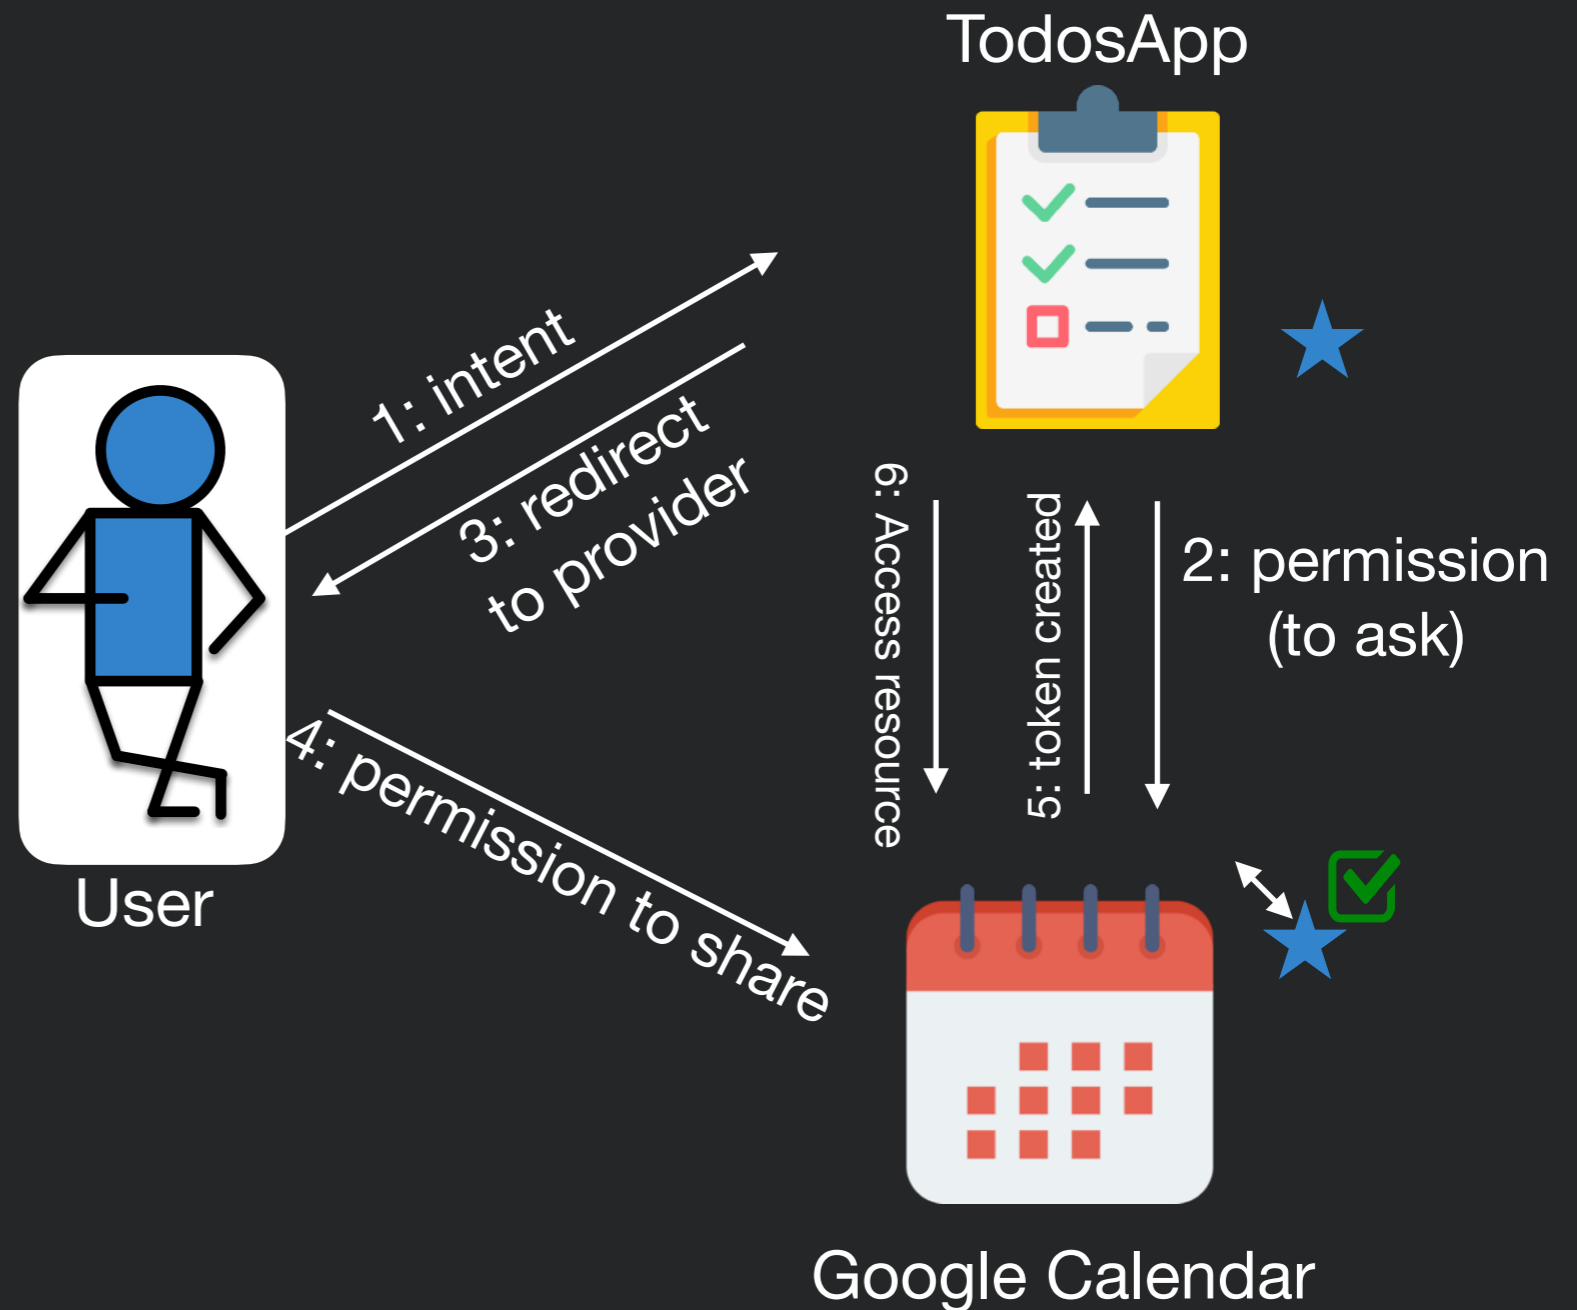 TodosApp
1: intent
3: redirect
to provider
6: Access resource
5: token created
2: permission
(to ask)
4: permission to share
User
Google Calendar